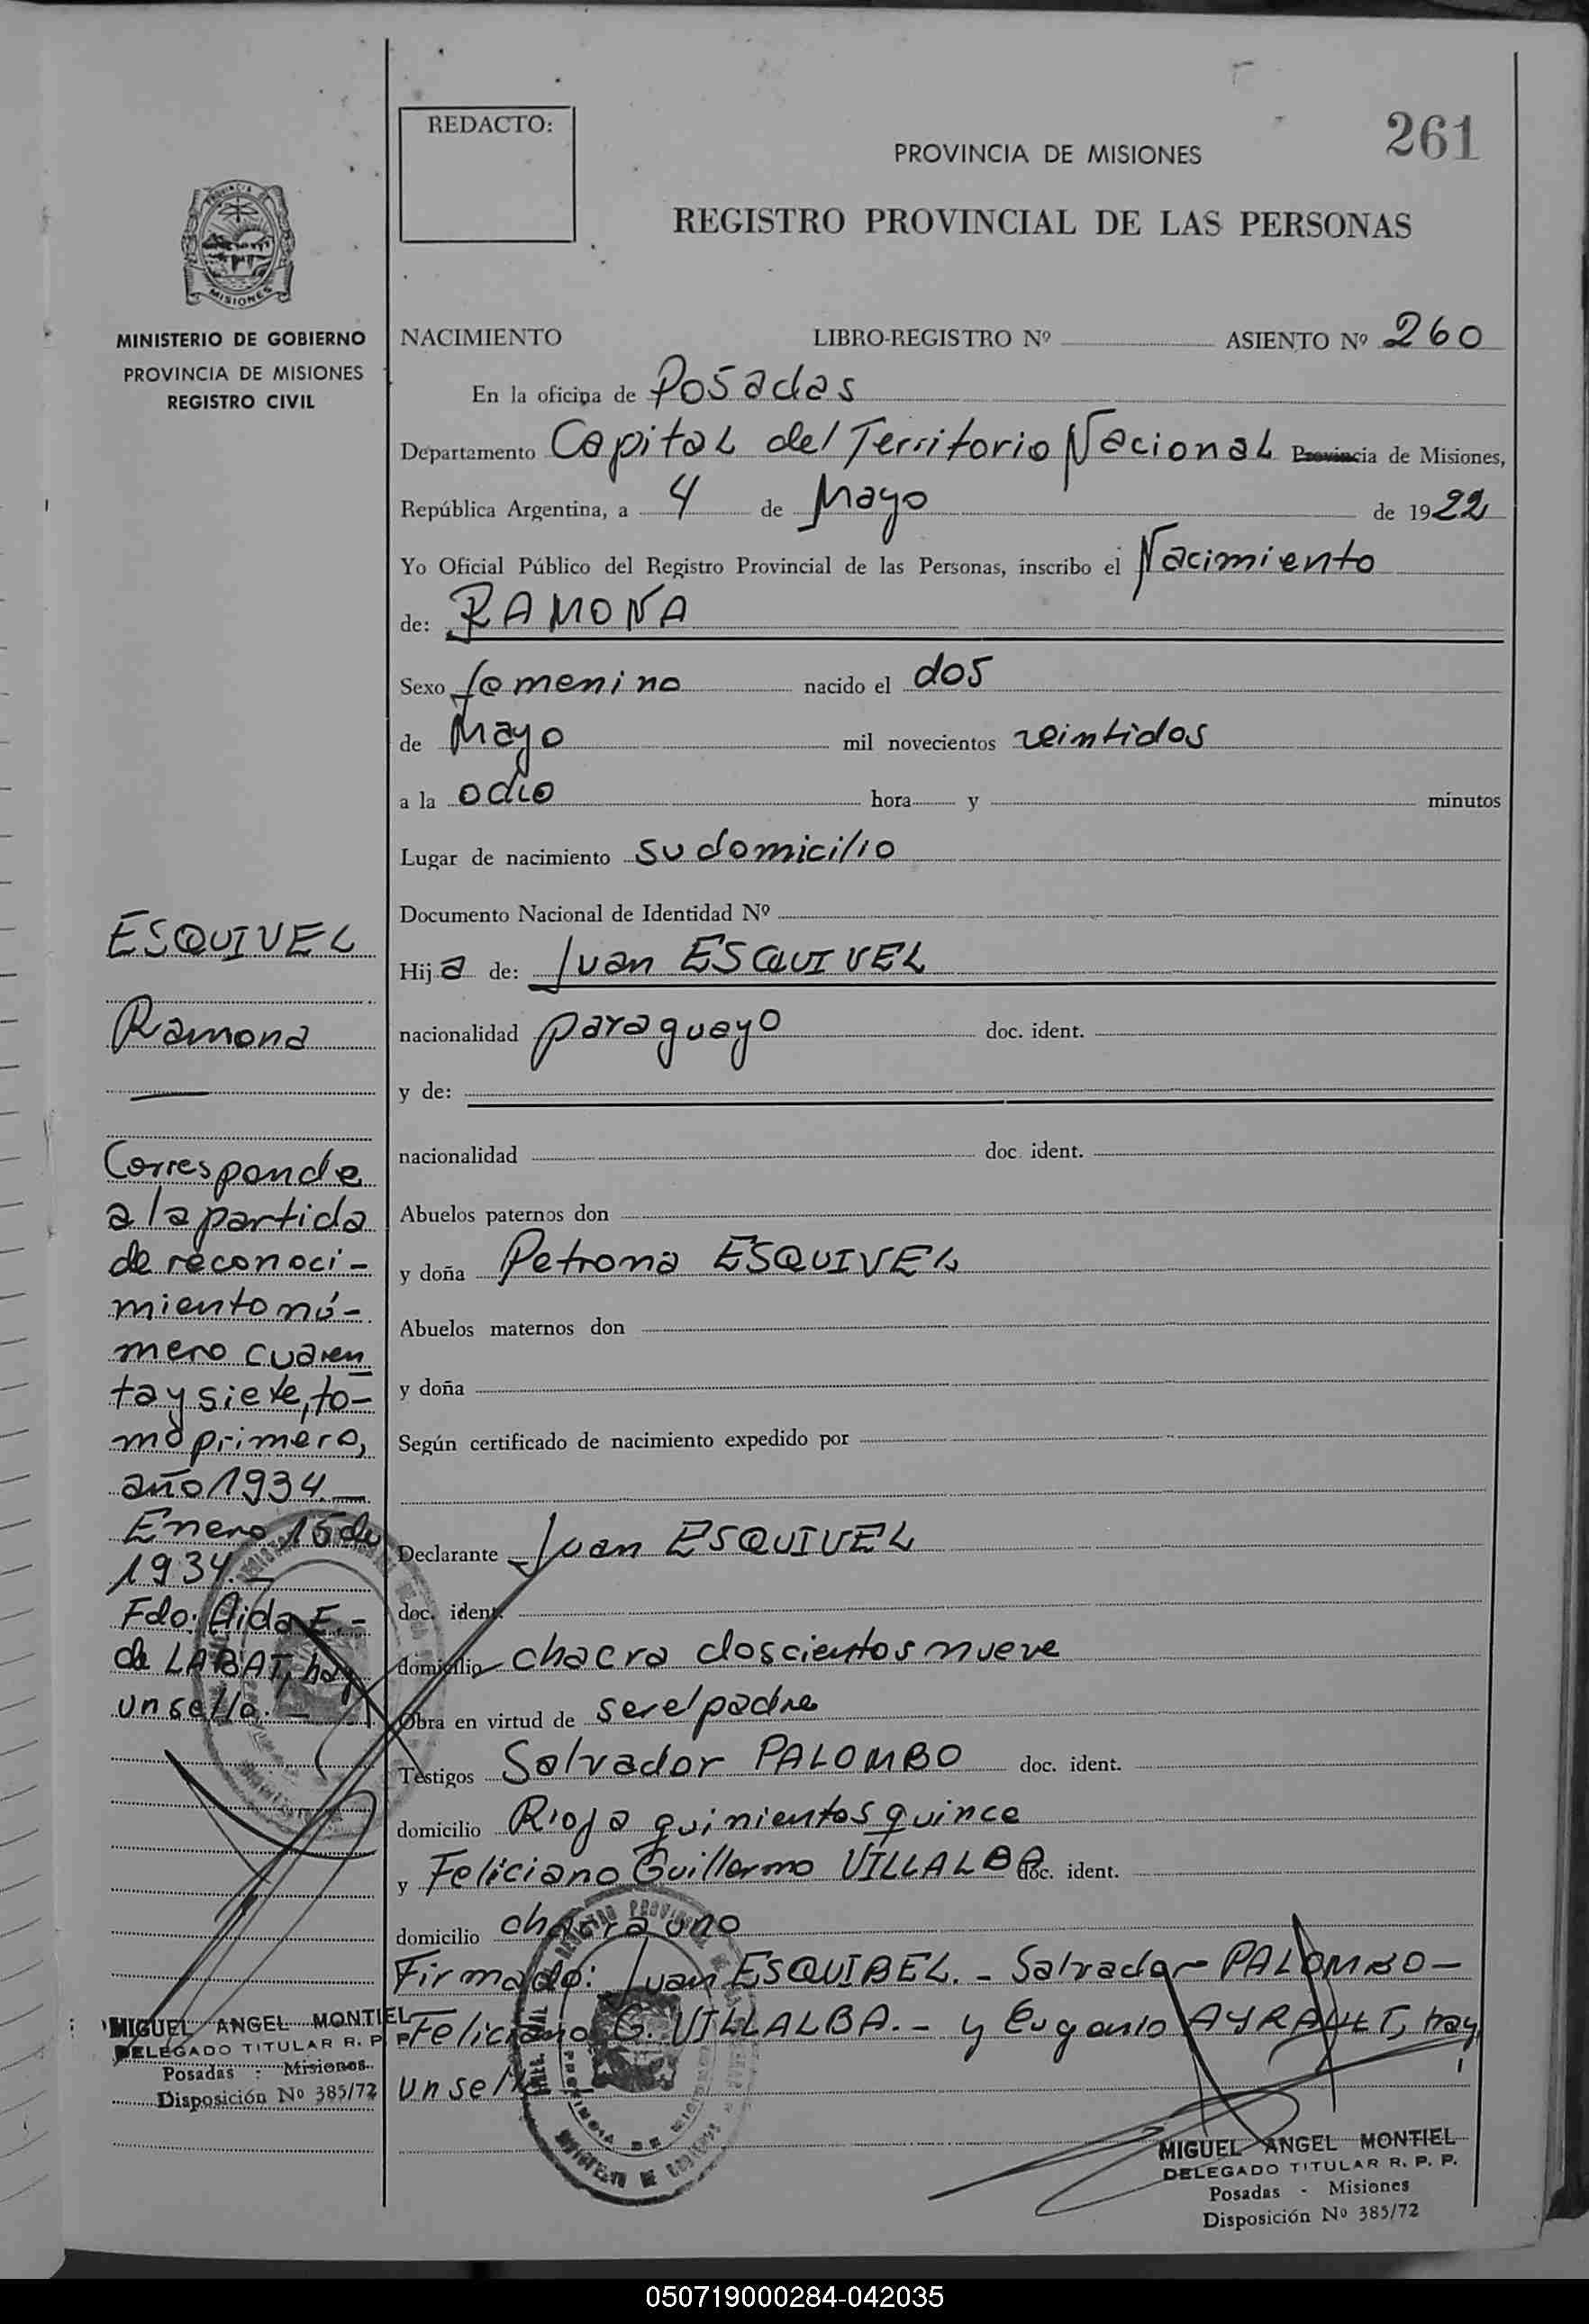 REDACTO:
261
PROVINCIA DE MISIONES
REGISTRO PROVINCIAL DE LAS PERSONAS
PROVINCIA DE
MISIONES
MINISTERIO DE GOBIERNO
PROVINCIA DE MISIONES
REGISTRO CIVIL
NACIMIENTO LIBRO-REGISTRO Nº ASIENTO Nº 260
En la oficina de Posadas
Departamento Capital del Territorio Nacional Provincia de Misiones,
República Argentina, a 4 de Mayo de 1922
Yo Oficial Público del Registro Provincial de las Personas, inscribo el Nacimiento
de: RAMONA
Sexo femenino nacido el dos
de Mayo mil novecientos veintidos
a la ocho hora y minutos
Lugar de nacimiento su domicilio
Documento Nacional de Identidad Nº
Hija de: Juan ESQUIVEL
nacionalidad paraguayo doc. ident.
y de:
nacionalidad doc. ident.
Abuelos paternos don
y doña Petrona ESQUIVEL
Abuelos maternos don
y doña
Según certificado de nacimiento expedido por
Declarante Juan ESQUIVEL
doc. ident.
domicilio chacra doscientos nueve
Obra en virtud de ser el padre
Testigos Salvador PALOMBO doc. ident.
domicilio Rioja quinientos quince
y Feliciano Guillermo VILLALBA doc. ident.
domicilio chacra uno
Firmado: Juan ESQUIBEL. - Salvador PALOMBO -
Feliciano G. VILLALBA. - y Eugenio AYRAULT, hay
un sello
MIGUEL ANGEL MONTIEL
DELEGADO TITULAR R. P. P.
Posadas - Misiones
Disposición Nº 385/72
ESQUIVEL
Ramona
Corresponde
a la partida
de reconoci-
miento nú-
mero cuaren
ta y siete, to-
mo primero,
año 1934.-
Enero 15 de
1934.-
Fdo: Aida E.-
de LABAT, hay
un sello.-
MIGUEL ANGEL MONTIEL
DELEGADO TITULAR R. P. P.
Posadas - Misiones
Disposición Nº 385/72
050719000284-042035